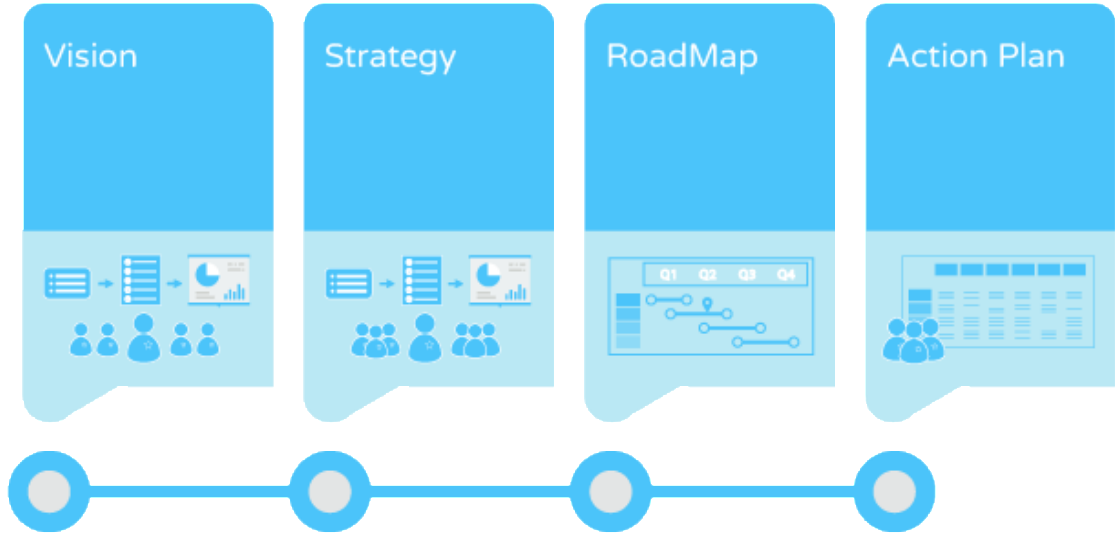 Vision
Strategy
RoadMap
Action Plan
Q1 Q2 Q3 Q4